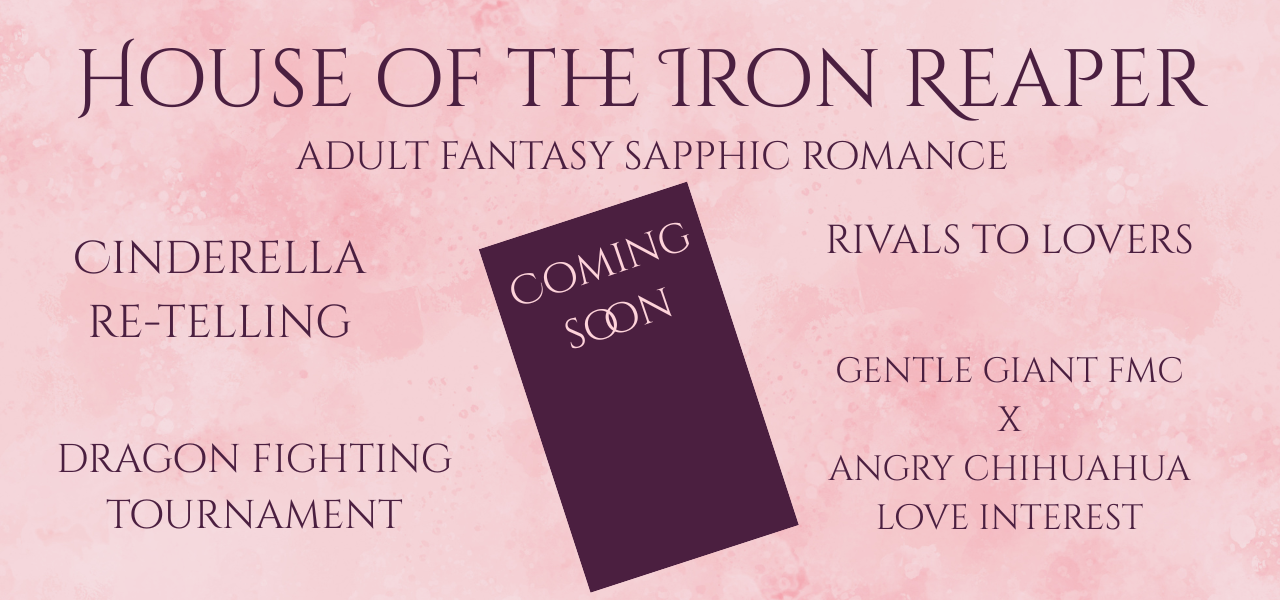 House of the Iron Reaper
Adult Fantasy Sapphic Romance
Cinderella
Re-telling
Dragon Fighting
Tournament
Coming
Soon
Rivals to Lovers
Gentle Giant FMC
X
Angry Chihuahua
Love Interest